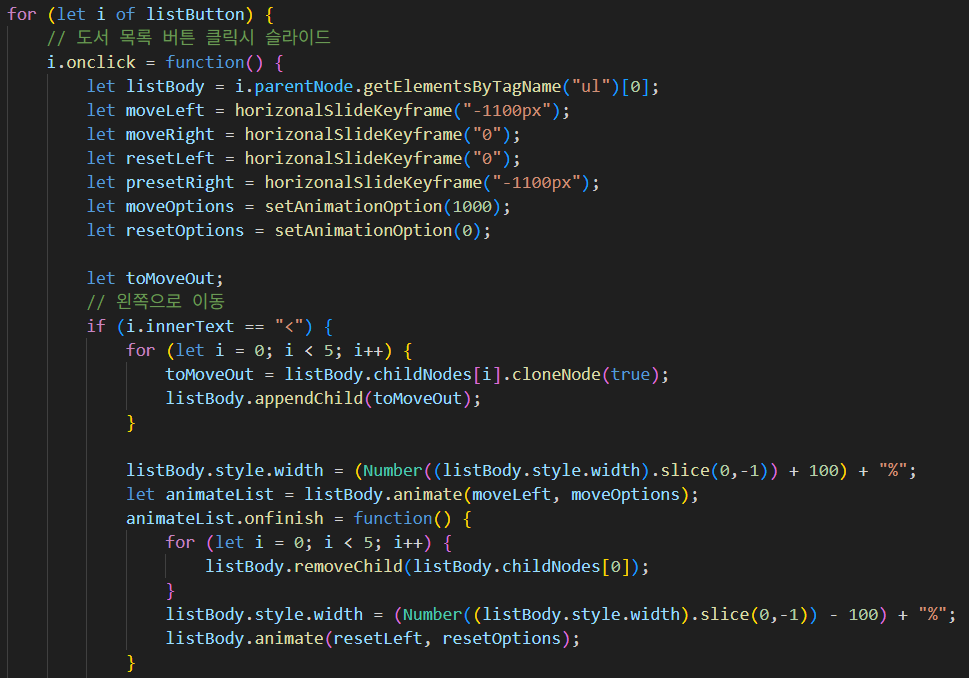 for (let i of listButton) {
// 도서 목록 버튼 클릭시 슬라이드
i.onclick = function() {
let listBody = i.parentNode.getElementsByTagName("ul")[0];
let moveLeft = horizonalSlideKeyframe("-1100px");
let moveRight = horizonalSlideKeyframe("0");
let resetLeft = horizonalSlideKeyframe("0");
let presetRight = horizonalSlideKeyframe("-1100px");
let moveOptions = setAnimationOption(1000);
let resetOptions = setAnimationOption(0);
let toMoveOut;
// 왼쪽으로 이동
if (i.innerText == "<") {
for (let i = 0; i < 5; i++) {
toMoveOut = listBody.childNodes[i].cloneNode(true);
listBody.appendChild(toMoveOut);
}
listBody.style.width = (Number((listBody.style.width).slice(0,-1)) + 100) + "%";
let animateList = listBody.animate(moveLeft, moveOptions);
animateList.onfinish = function() {
for (let i = 0; i < 5; i++) {
listBody.removeChild(listBody.childNodes[0]);
}
listBody.style.width = (Number((listBody.style.width).slice(0,-1)) - 100) + "%";
listBody.animate(resetLeft, resetOptions);
}